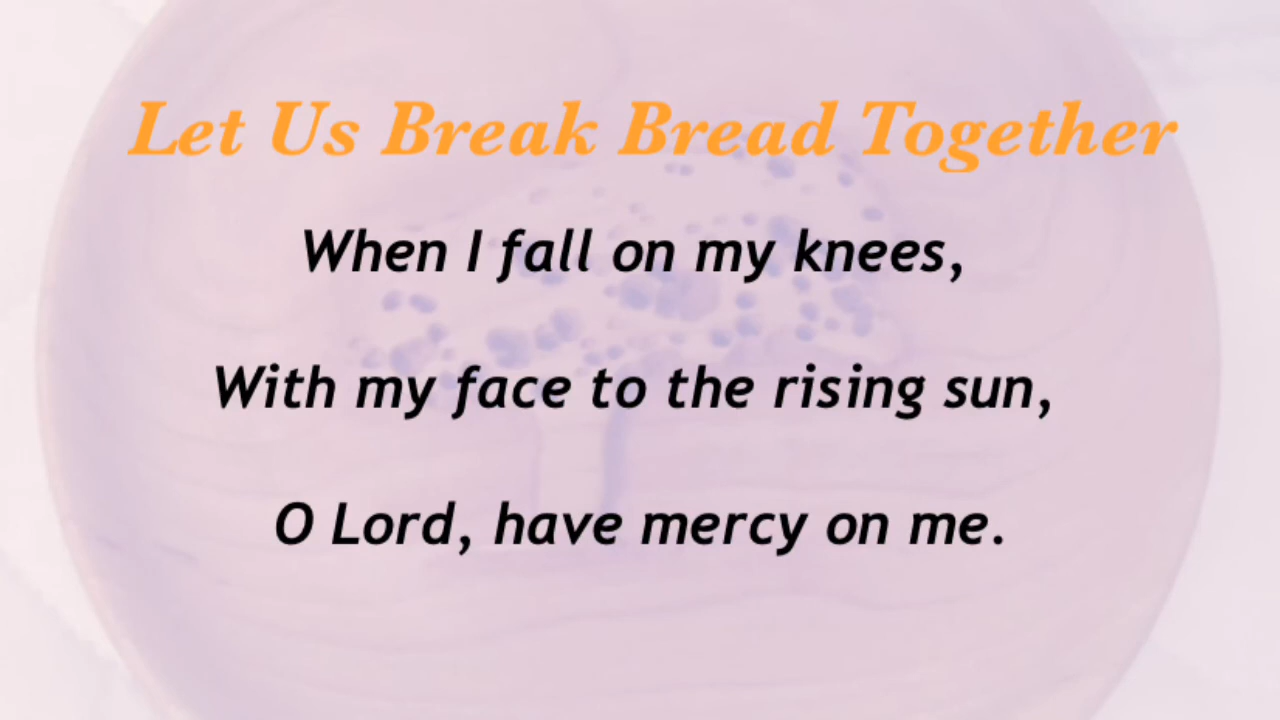 Let Us Break Bread Together
When I fall on my knees,
With my face to the rising sun,
O Lord, have mercy on me.